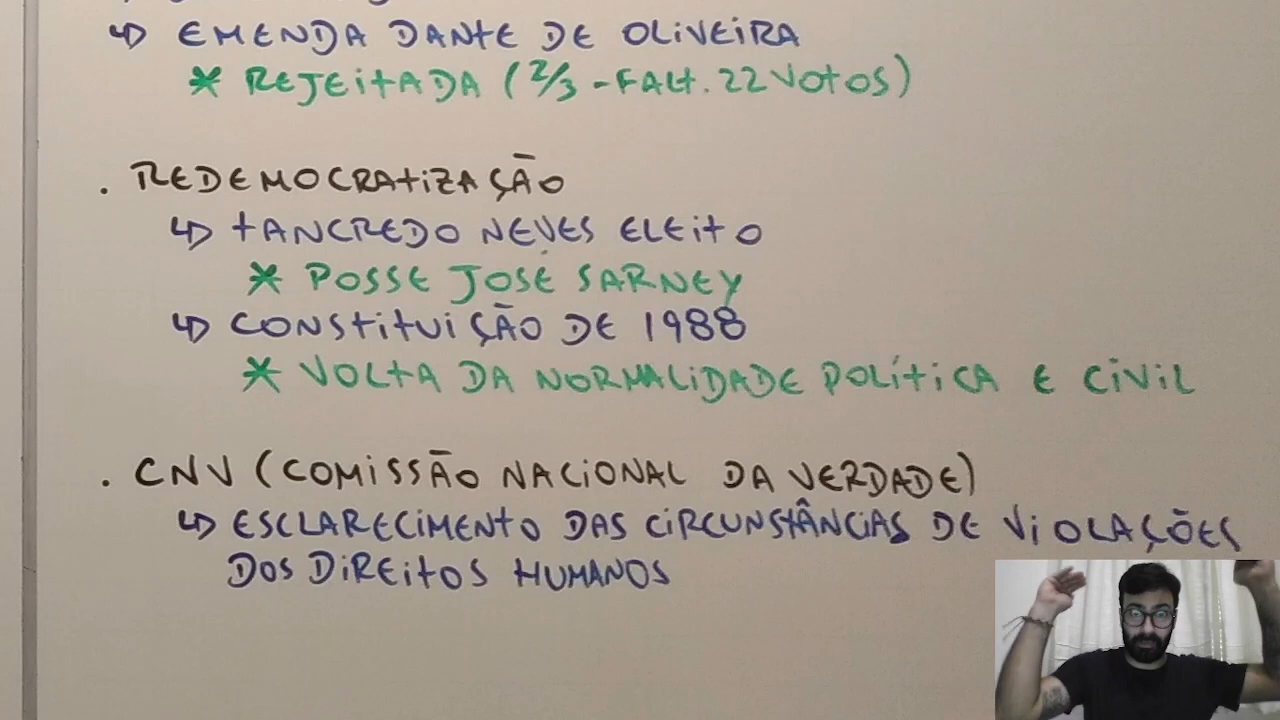 ↳ EMENDA DANTE DE OLIVEIRA
* REJEITADA (2/3 - FALT. 22 VOTOS)
. REDEMOCRATIZAÇÃO
↳ TANCREDO NEVES ELEITO
* POSSE JOSÉ SARNEY
↳ CONSTITUIÇÃO DE 1988
* VOLTA DA NORMALIDADE POLÍTICA E CIVIL
. CNV (COMISSÃO NACIONAL DA VERDADE)
↳ ESCLARECIMENTO DAS CIRCUNSTÂNCIAS DE VIOLAÇÕES
DOS DIREITOS HUMANOS